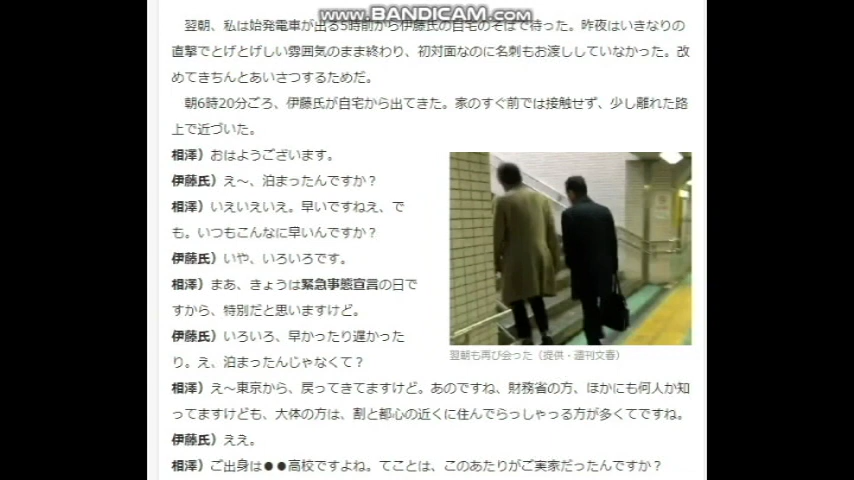 www.BANDICAM.com
翌朝、私は始発電車が出る5時前から伊藤氏の自宅のそばで待った。昨夜はいきなりの
直撃でとげとげしい雰囲気のまま終わり、初対面なのに名刺もお渡ししていなかった。改
めてきちんとあいさつするためだ。
朝6時20分ごろ、伊藤氏が自宅から出てきた。家のすぐ前では接触せず、少し離れた路
上で近づいた。
相澤）おはようございます。
伊藤氏）え～、泊まったんですか？
相澤）いえいえいえ。早いですねえ、で
も。いつもこんなに早いんですか？
伊藤氏）いや、いろいろです。
相澤）まあ、きょうは緊急事態宣言の日で
すから、特別だと思いますけど。
伊藤氏）いろいろ、早かったり遅かった
り。え、泊まったんじゃなくて？
翌朝も再び会った（提供・週刊文春）
相澤）え～東京から、戻ってきてますけど。あのですね、財務省の方、ほかにも何人か知
ってますけども、大体の方は、割と都心の近くに住んでらっしゃる方が多くてですね。
伊藤氏）ええ。
相澤）ご出身は●●高校ですよね。てことは、このあたりがご実家だったんですか？